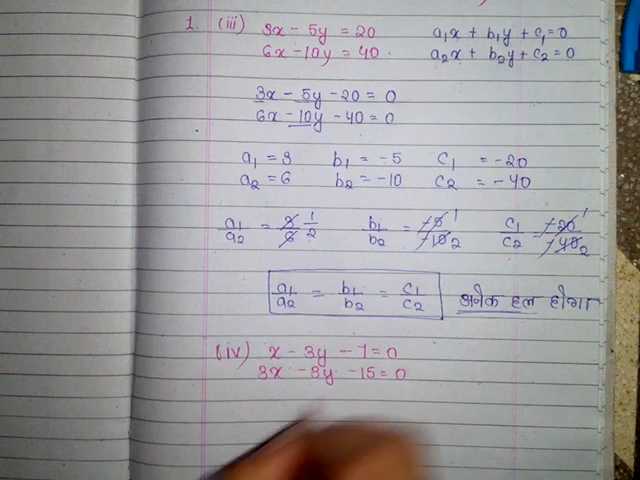 1. (iii) 3x - 5y = 20 a₁x + b₁y + c₁ = 0
6x - 10y = 40 a₂x + b₂y + c₂ = 0
3x - 5y - 20 = 0
6x - 10y - 40 = 0
a₁ = 3 b₁ = -5 c₁ = -20
a₂ = 6 b₂ = -10 c₂ = -40
a₁/a₂ = 3/6 1/2 b₁/b₂ = -5/-10 1/2 c₁/c₂ = -20/-40 1/2
a₁/a₂ = b₁/b₂ = c₁/c₂ अनेक हल होगा
(iv) x - 3y - 7 = 0
3x - 3y - 15 = 0